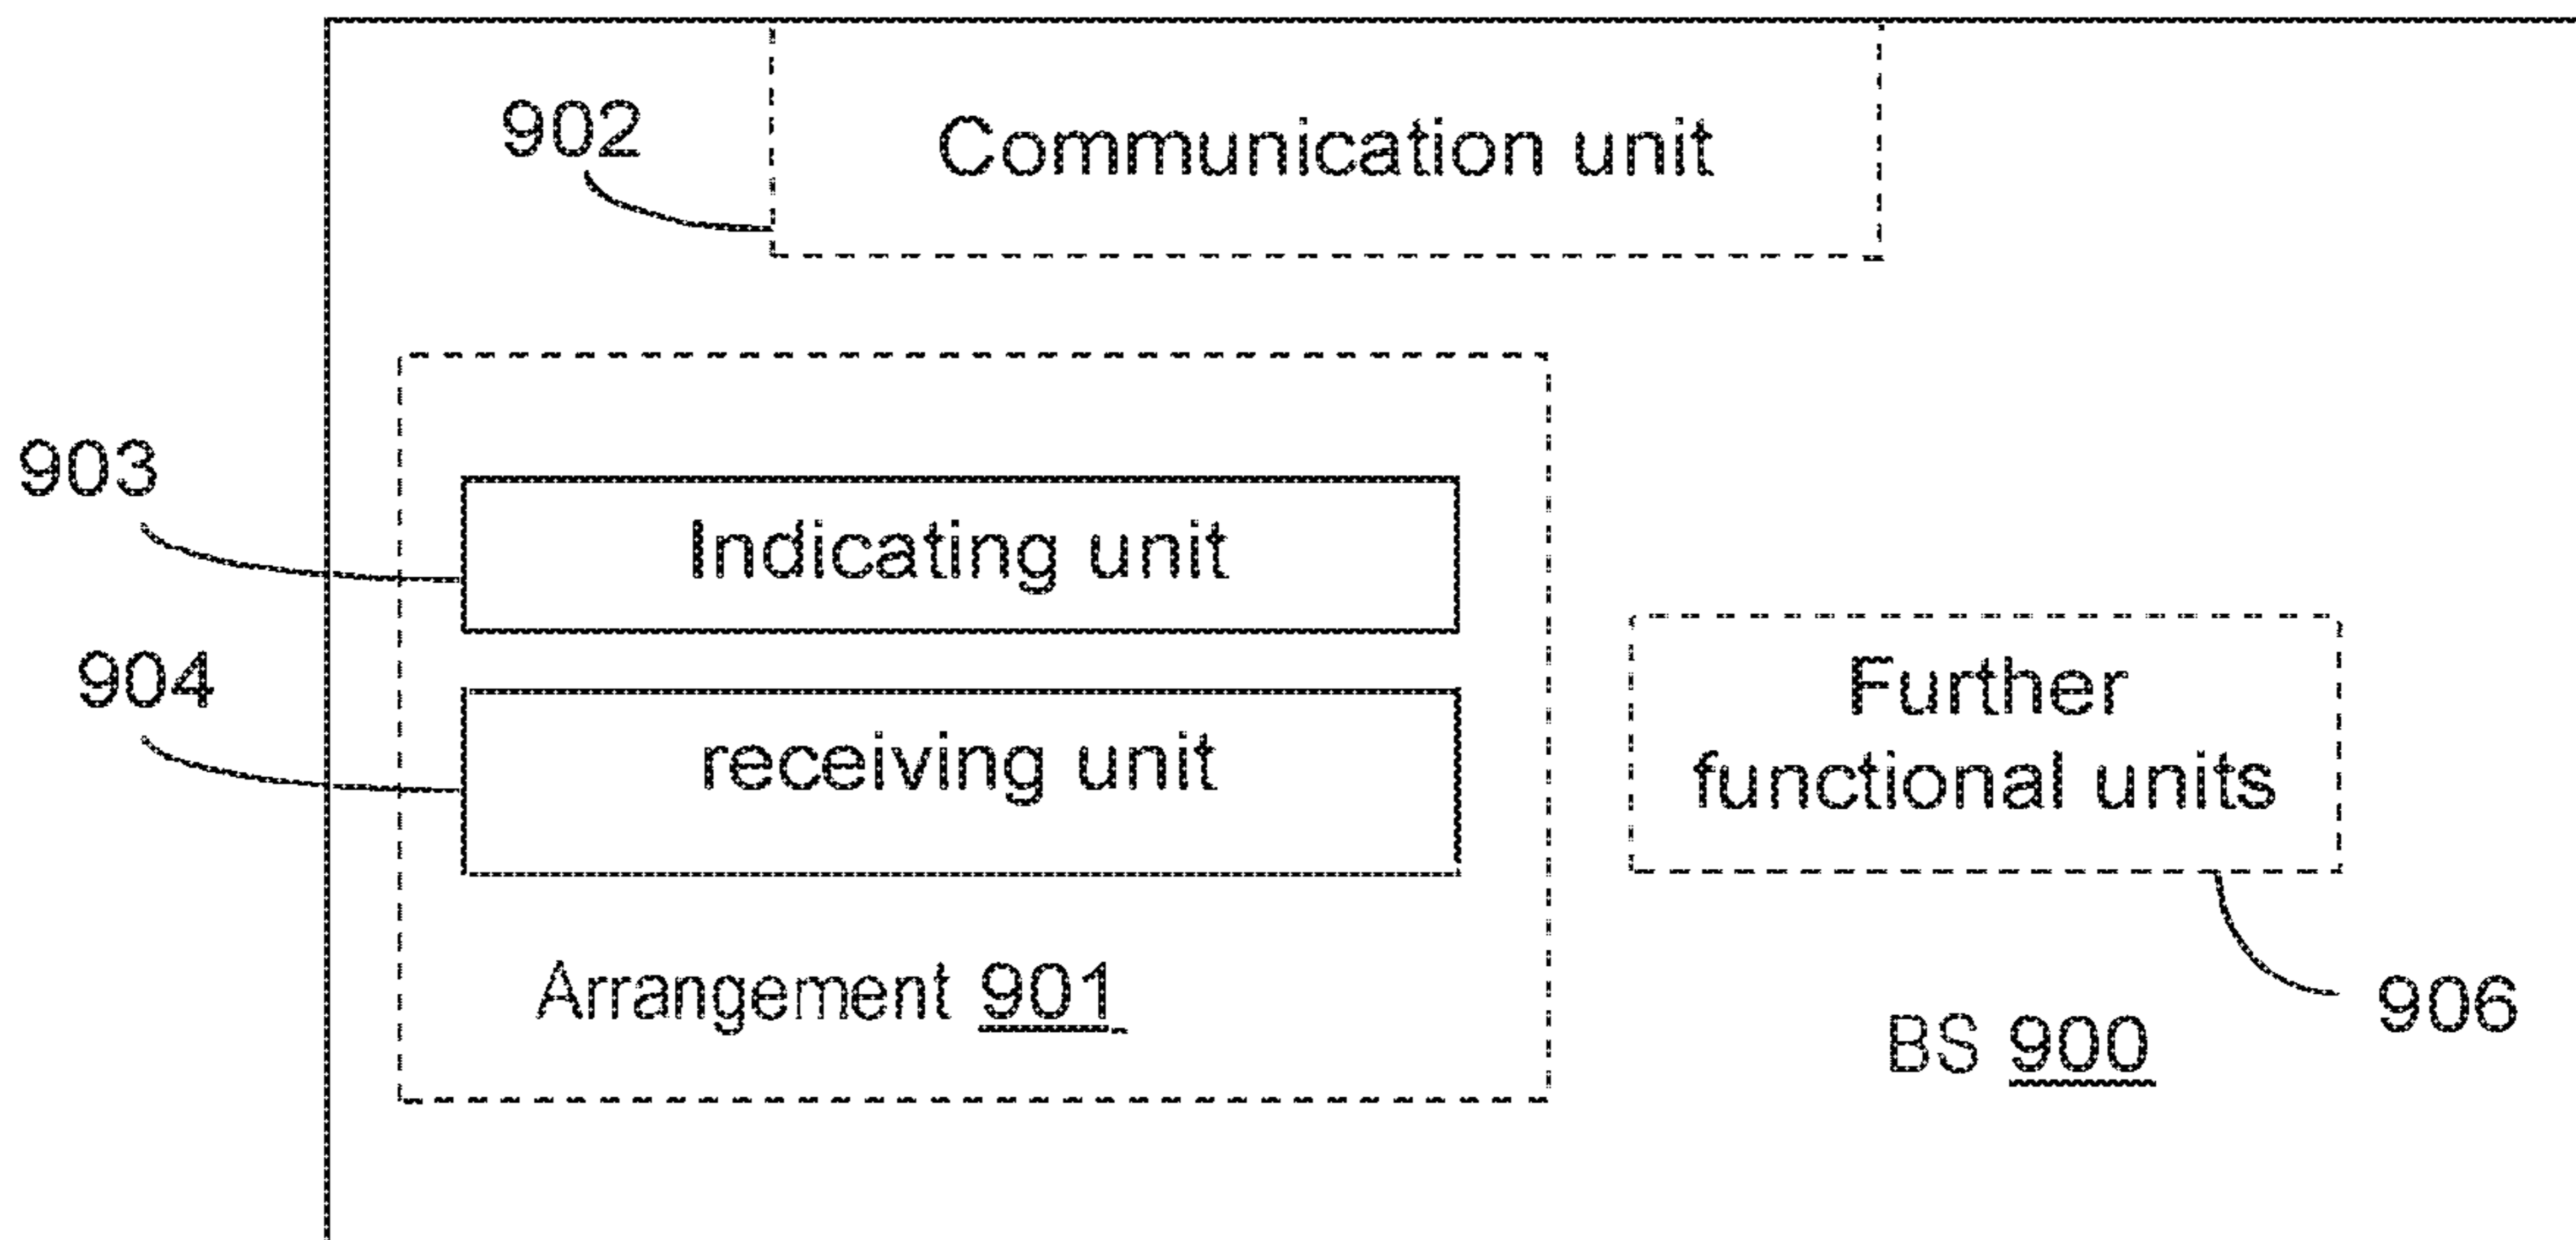 902
Communication unit
903
Indicating unit
904
receiving unit
Further
functional units
Arrangement 901
906
BS 900